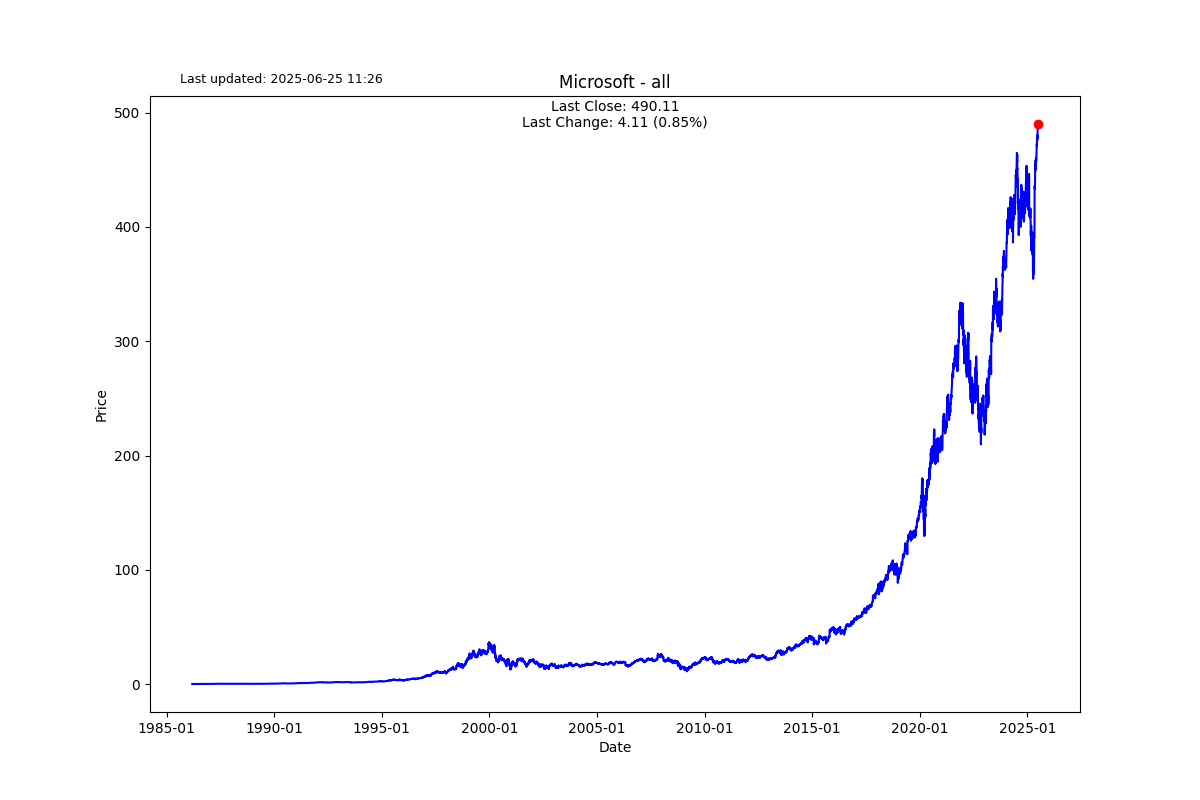 Last updated: 2025-06-25 11:26
Microsoft - all
Last Close: 490.11
Last Change: 4.11 (0.85%)
500
400
300
200
100
0
Price
1985-01 1990-01 1995-01 2000-01 2005-01 2010-01 2015-01 2020-01 2025-01
Date